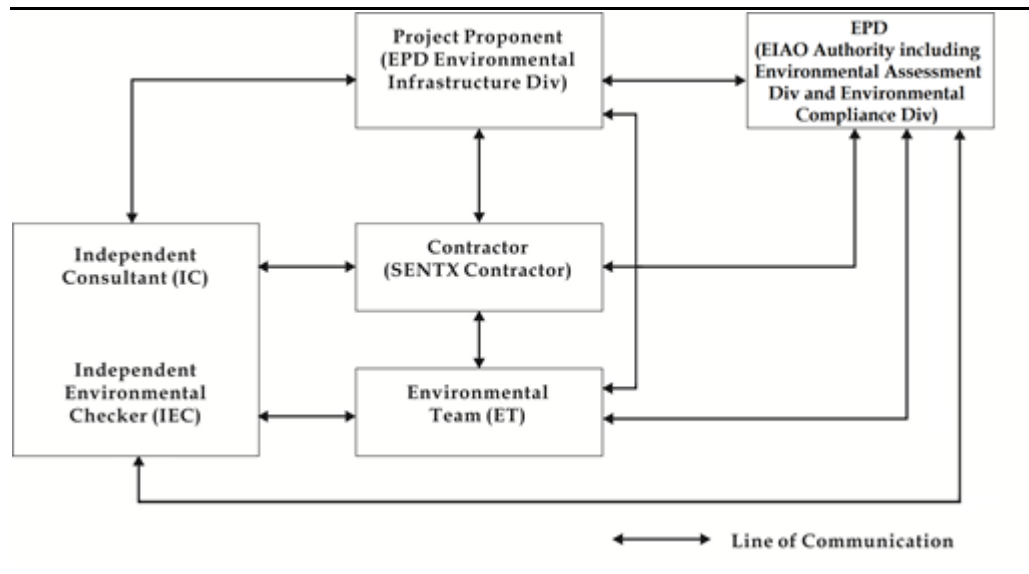 Project Proponent
(EPD Environmental
Infrastructure Div)
EPD
(EIAO Authority including
Environmental Assessment
Div and Environmental
Compliance Div)
Independent
Consultant (IC)
Contractor
(SENTX Contractor)
Independent
Environmental
Checker (IEC)
Environmental
Team (ET)
Line of Communication